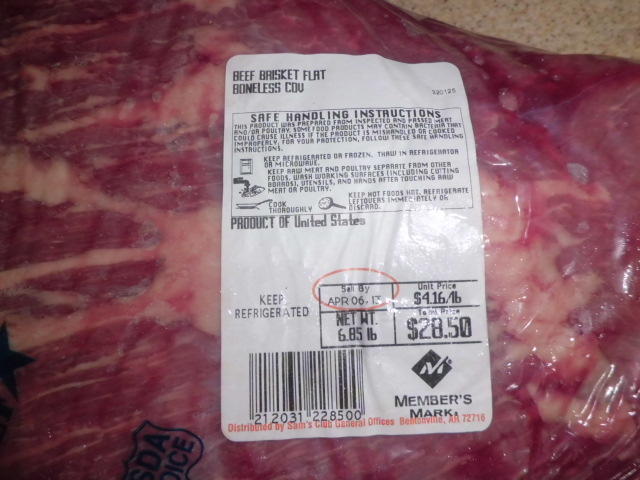 BEEF BRISKET FLAT
BONELESS COV
320125
SAFE HANDLING INSTRUCTIONS
THIS PRODUCT WAS PREPARED FROM INSPECTED AND PASSED MEAT
AND/OR POULTRY. SOME FOOD PRODUCTS MAY CONTAIN BACTERIA THAT
COULD CAUSE ILLNESS IF THE PRODUCT IS MISHANDLED OR COOKED
IMPROPERLY. FOR YOUR PROTECTION, FOLLOW THESE SAFE HANDLING
INSTRUCTIONS.
KEEP REFRIGERATED OR FROZEN. THAW IN REFRIGERATOR
OR MICROWAVE.
KEEP RAW MEAT AND POULTRY SEPARATE FROM OTHER
FOODS. WASH WORKING SURFACES (INCLUDING CUTTING
BOARDS), UTENSILS, AND HANDS AFTER TOUCHING RAW
MEAT OR POULTRY.
COOK
THOROUGHLY
KEEP HOT FOODS HOT. REFRIGERATE
LEFTOVERS IMMEDIATELY OR
DISCARD.
PRODUCT OF United States
KEEP
REFRIGERATED
Sell By
APR 06, 13
Unit Price
$4.16/lb
NET WT.
6.85 lb
Total Price
$28.50
212031 228500
MEMBER'S
MARK.
Distributed by Sam's Club General Offices Bentonville, AR 72716